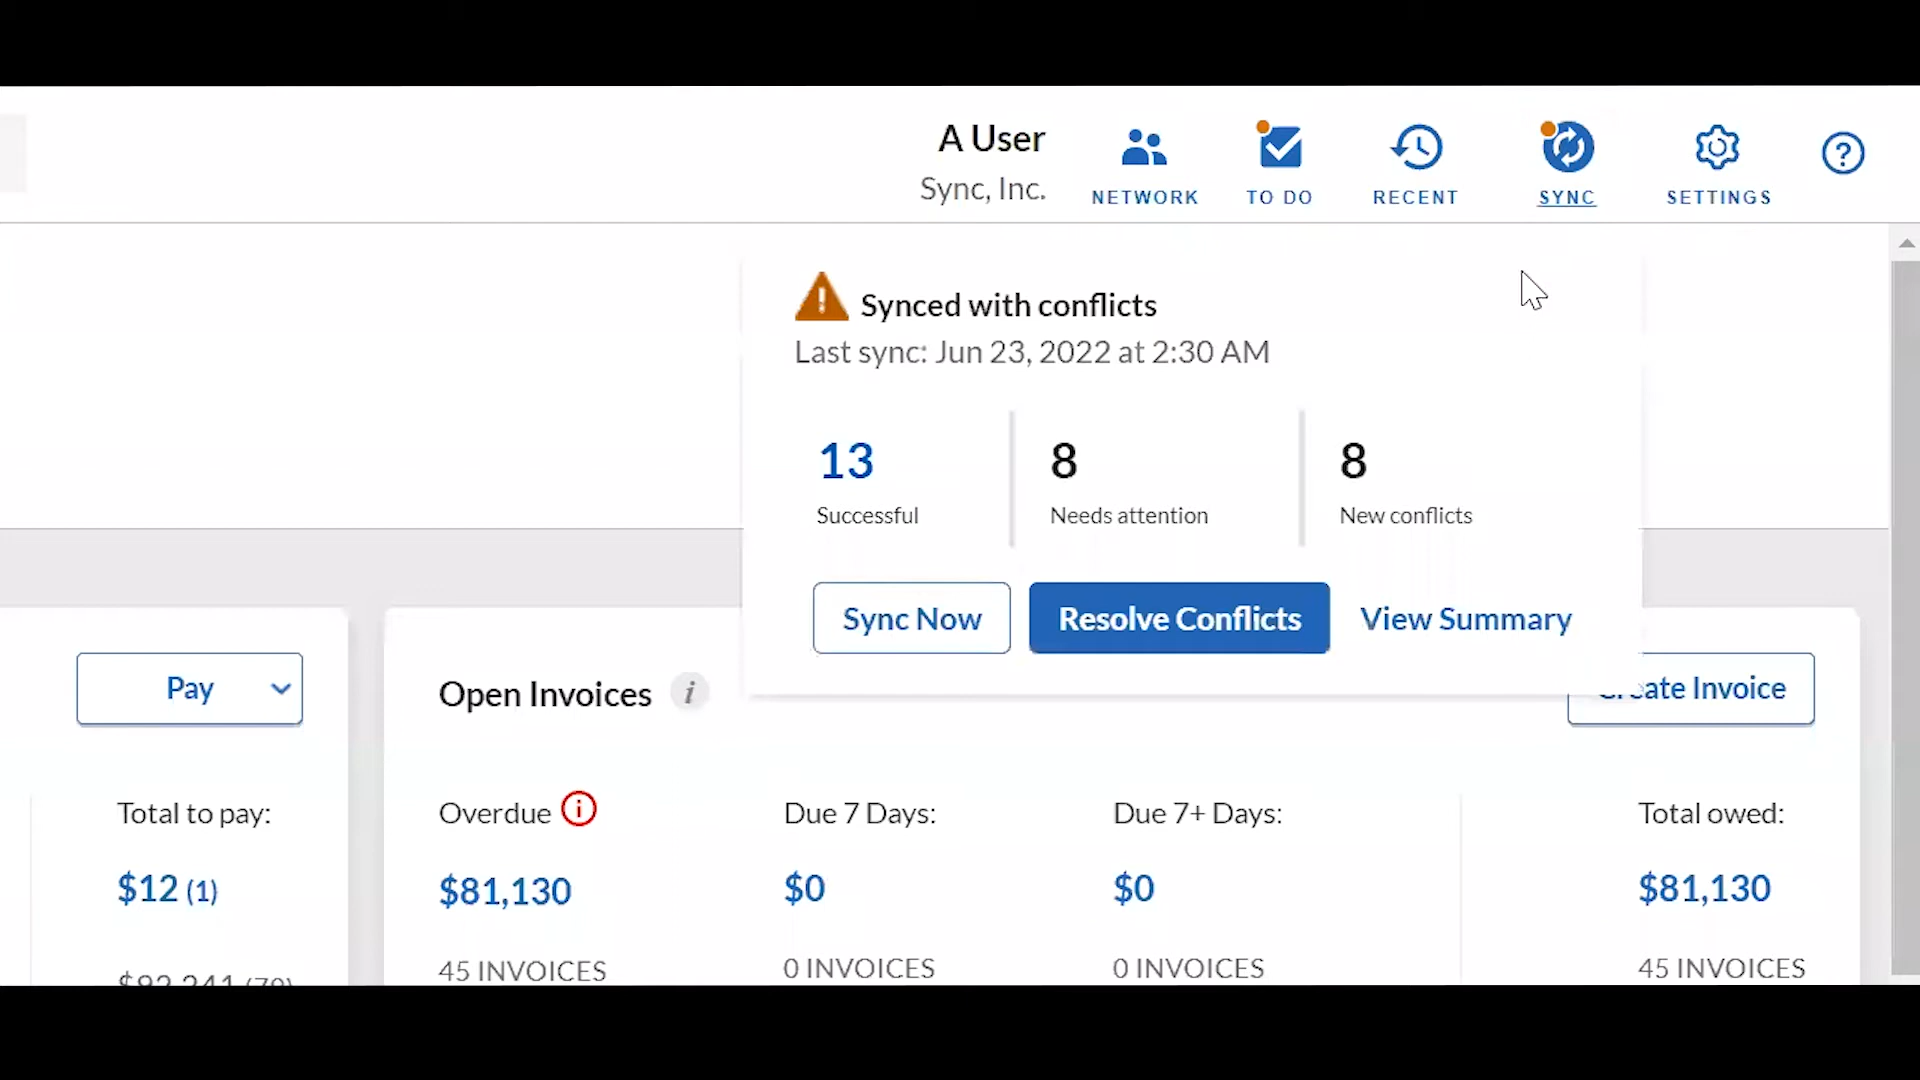 A User
Sync, Inc.
NETWORK
TO DO
RECENT
SYNC
SETTINGS
?
Synced with conflicts
Last sync: Jun 23, 2022 at 2:30 AM
13
Successful
8
Needs attention
8
New conflicts
Sync Now
Resolve Conflicts
View Summary
Pay
Open Invoices
Invoice
Total to pay:
$12 (1)
Overdue
$81,130
45 INVOICES
Due 7 Days:
$0
0 INVOICES
Due 7+ Days:
$0
0 INVOICES
Total owed:
$81,130
45 INVOICES